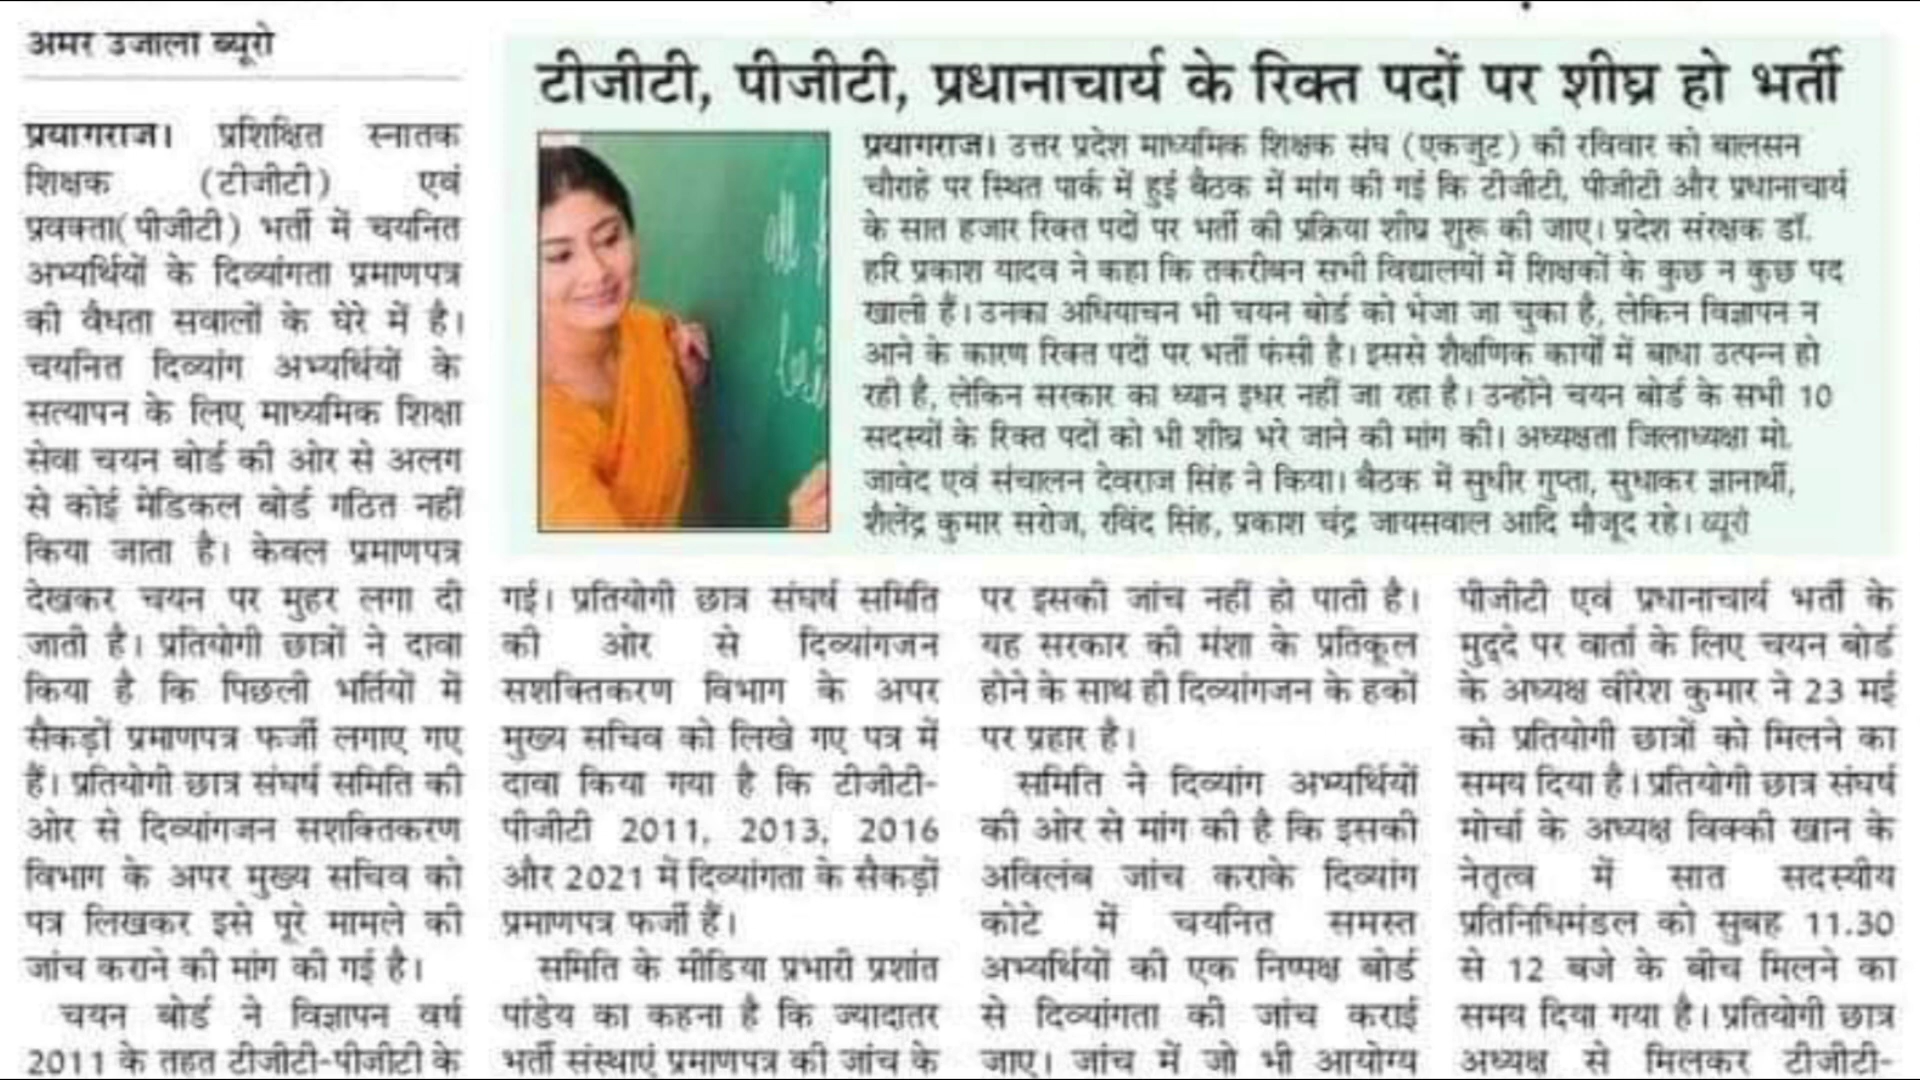 अमर उजाला ब्यूरो
प्रयागराज। प्रशिक्षित स्नातक
शिक्षक (टीजीटी) एवं
प्रवक्ता(पीजीटी) भर्ती में चयनित
अभ्यर्थियों के दिव्यांगता प्रमाणपत्र
की वैधता सवालों के घेरे में है।
चयनित दिव्यांग अभ्यर्थियों के
सत्यापन के लिए माध्यमिक शिक्षा
सेवा चयन बोर्ड की ओर से अलग
से कोई मेडिकल बोर्ड गठित नहीं
किया जाता है। केवल प्रमाणपत्र
देखकर चयन पर मुहर लगा दी
जाती है। प्रतियोगी छात्रों ने दावा
किया है कि पिछली भर्तियों में
सैकड़ों प्रमाणपत्र फर्जी लगाए गए
हैं। प्रतियोगी छात्र संघर्ष समिति की
ओर से दिव्यांगजन सशक्तिकरण
विभाग के अपर मुख्य सचिव को
पत्र लिखकर इसे पूरे मामले की
जांच कराने की मांग की गई है।
चयन बोर्ड ने विज्ञापन वर्ष
2011 के तहत टीजीटी-पीजीटी के
टीजीटी, पीजीटी, प्रधानाचार्य के रिक्त पदों पर शीघ्र हो भर्ती
प्रयागराज। उत्तर प्रदेश माध्यमिक शिक्षक संघ (एकजुट) की रविवार को बालसन
चौराहे पर स्थित पार्क में हुई बैठक में मांग की गई कि टीजीटी, पीजीटी और प्रधानाचार्य
के सात हजार रिक्त पदों पर भर्ती की प्रक्रिया शीघ्र शुरू की जाए। प्रदेश संरक्षक डॉ.
हरि प्रकाश यादव ने कहा कि तकरीबन सभी विद्यालयों में शिक्षकों के कुछ न कुछ पद
खाली हैं। उनका अधियाचन भी चयन बोर्ड को भेजा जा चुका है, लेकिन विज्ञापन न
आने के कारण रिक्त पदों पर भर्ती फंसी है। इससे शैक्षणिक कार्यों में बाधा उत्पन्न हो
रही है, लेकिन सरकार का ध्यान इधर नहीं जा रहा है। उन्होंने चयन बोर्ड के सभी 10
सदस्यों के रिक्त पदों को भी शीघ्र भरे जाने की मांग की। अध्यक्षता जिलाध्यक्षा मो.
जावेद एवं संचालन देवराज सिंह ने किया। बैठक में सुधीर गुप्ता, सुधाकर ज्ञानार्थी,
शैलेंद्र कुमार सरोज, रविंद सिंह, प्रकाश चंद्र जायसवाल आदि मौजूद रहे। ब्यूरो
गई। प्रतियोगी छात्र संघर्ष समिति
की ओर से दिव्यांगजन
सशक्तिकरण विभाग के अपर
मुख्य सचिव को लिखे गए पत्र में
दावा किया गया है कि टीजीटी-
पीजीटी 2011, 2013, 2016
और 2021 में दिव्यांगता के सैकड़ों
प्रमाणपत्र फर्जी हैं।
समिति के मीडिया प्रभारी प्रशांत
पांडेय का कहना है कि ज्यादातर
भर्ती संस्थाएं प्रमाणपत्र की जांच के
पर इसकी जांच नहीं हो पाती है।
यह सरकार की मंशा के प्रतिकूल
होने के साथ ही दिव्यांगजन के हकों
पर प्रहार है।
समिति ने दिव्यांग अभ्यर्थियों
की ओर से मांग की है कि इसकी
अविलंब जांच कराके दिव्यांग
कोटे में चयनित समस्त
अभ्यर्थियों की एक निष्पक्ष बोर्ड
से दिव्यांगता की जांच कराई
जाए। जांच में जो भी आयोग्य
पीजीटी एवं प्रधानाचार्य भर्ती के
मुद्दे पर वार्ता के लिए चयन बोर्ड
के अध्यक्ष वीरेश कुमार ने 23 मई
को प्रतियोगी छात्रों को मिलने का
समय दिया है। प्रतियोगी छात्र संघर्ष
मोर्चा के अध्यक्ष विक्की खान के
नेतृत्व में सात सदस्यीय
प्रतिनिधिमंडल को सुबह 11.30
से 12 बजे के बीच मिलने का
समय दिया गया है। प्रतियोगी छात्र
अध्यक्ष से मिलकर टीजीटी-